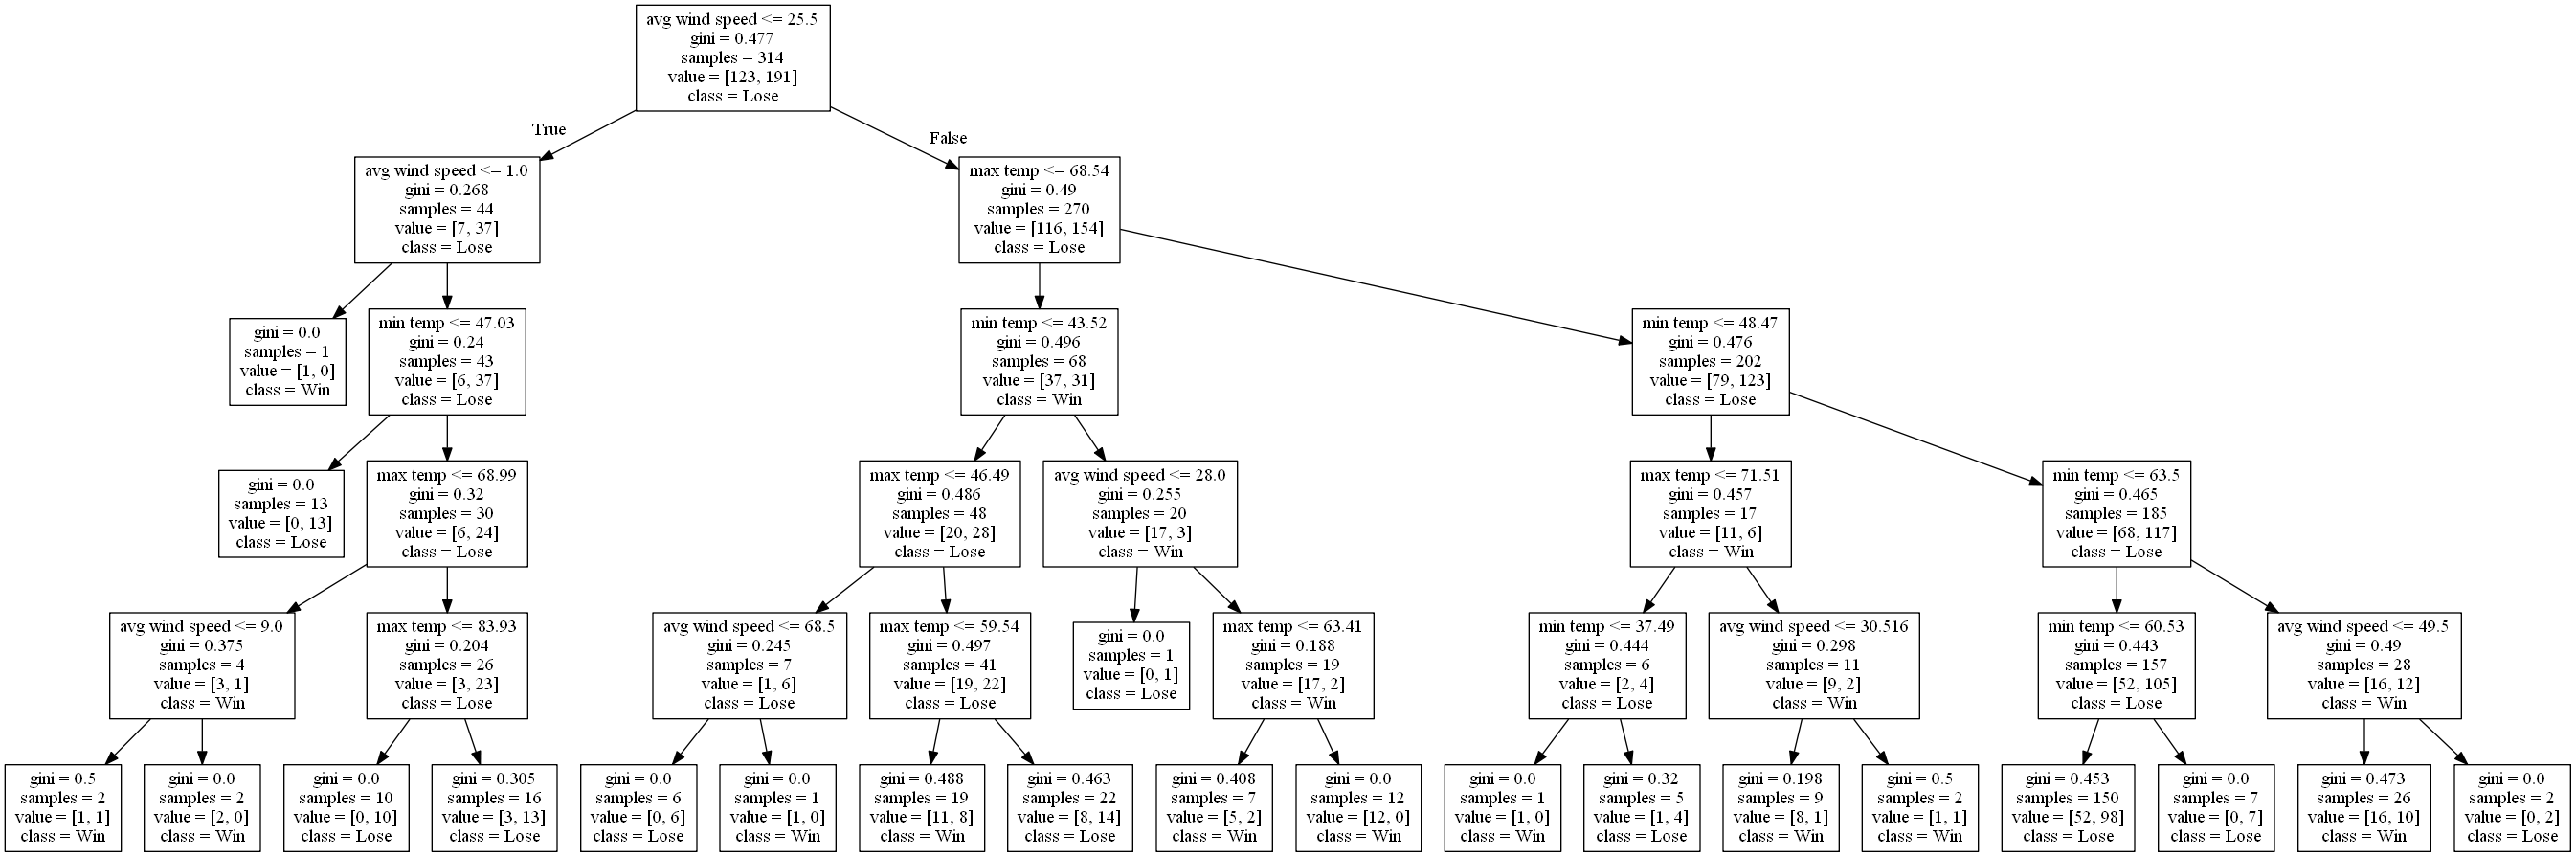 avg wind speed <= 25.5
gini = 0.477
samples = 314
value = [123, 191]
class = Lose
True
False
avg wind speed <= 1.0
gini = 0.268
samples = 44
value = [7, 37]
class = Lose
max temp <= 68.54
gini = 0.49
samples = 270
value = [116, 154]
class = Lose
gini = 0.0
samples = 1
value = [1, 0]
class = Win
min temp <= 47.03
gini = 0.24
samples = 43
value = [6, 37]
class = Lose
min temp <= 43.52
gini = 0.496
samples = 68
value = [37, 31]
class = Win
min temp <= 48.47
gini = 0.476
samples = 202
value = [79, 123]
class = Lose
gini = 0.0
samples = 13
value = [0, 13]
class = Lose
max temp <= 68.99
gini = 0.32
samples = 30
value = [6, 24]
class = Lose
max temp <= 46.49
gini = 0.486
samples = 48
value = [20, 28]
class = Lose
avg wind speed <= 28.0
gini = 0.255
samples = 20
value = [17, 3]
class = Win
max temp <= 71.51
gini = 0.457
samples = 17
value = [11, 6]
class = Win
min temp <= 63.5
gini = 0.465
samples = 185
value = [68, 117]
class = Lose
avg wind speed <= 9.0
gini = 0.375
samples = 4
value = [3, 1]
class = Win
max temp <= 83.93
gini = 0.204
samples = 26
value = [3, 23]
class = Lose
avg wind speed <= 68.5
gini = 0.245
samples = 7
value = [1, 6]
class = Lose
max temp <= 59.54
gini = 0.497
samples = 41
value = [19, 22]
class = Lose
gini = 0.0
samples = 1
value = [0, 1]
class = Lose
max temp <= 63.41
gini = 0.188
samples = 19
value = [17, 2]
class = Win
min temp <= 37.49
gini = 0.444
samples = 6
value = [2, 4]
class = Lose
avg wind speed <= 30.516
gini = 0.298
samples = 11
value = [9, 2]
class = Win
min temp <= 60.53
gini = 0.443
samples = 157
value = [52, 105]
class = Lose
avg wind speed <= 49.5
gini = 0.49
samples = 28
value = [16, 12]
class = Win
gini = 0.5
samples = 2
value = [1, 1]
class = Win
gini = 0.0
samples = 2
value = [2, 0]
class = Win
gini = 0.0
samples = 10
value = [0, 10]
class = Lose
gini = 0.305
samples = 16
value = [3, 13]
class = Lose
gini = 0.0
samples = 6
value = [0, 6]
class = Lose
gini = 0.0
samples = 1
value = [1, 0]
class = Win
gini = 0.488
samples = 19
value = [11, 8]
class = Win
gini = 0.463
samples = 22
value = [8, 14]
class = Lose
gini = 0.408
samples = 7
value = [5, 2]
class = Win
gini = 0.0
samples = 12
value = [12, 0]
class = Win
gini = 0.0
samples = 1
value = [1, 0]
class = Win
gini = 0.32
samples = 5
value = [1, 4]
class = Lose
gini = 0.198
samples = 9
value = [8, 1]
class = Win
gini = 0.5
samples = 2
value = [1, 1]
class = Win
gini = 0.453
samples = 150
value = [52, 98]
class = Lose
gini = 0.0
samples = 7
value = [0, 7]
class = Lose
gini = 0.473
samples = 26
value = [16, 10]
class = Win
gini = 0.0
samples = 2
value = [0, 2]
class = Lose